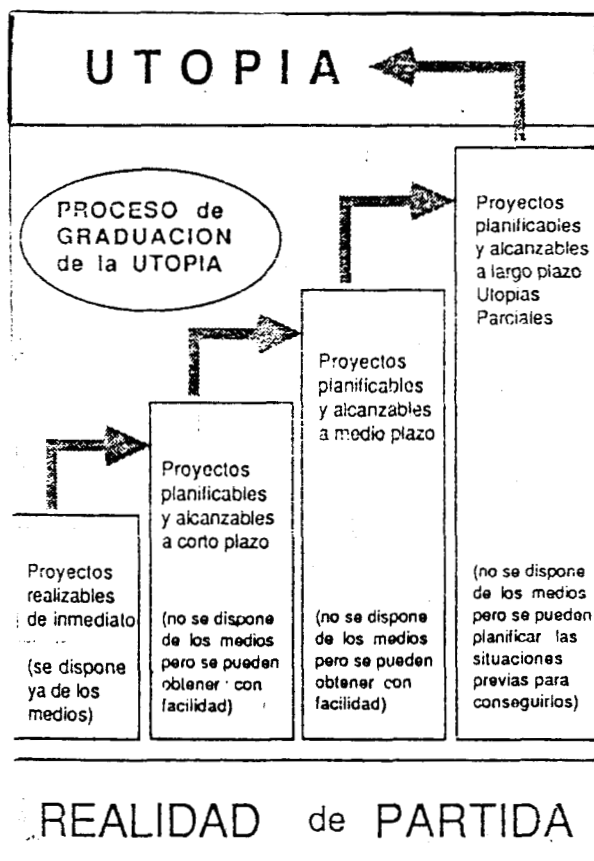 UTOPIA
PROCESO de
GRADUACION
de la UTOPIA
Proyectos
realizables
de inmediato
(se dispone
ya de los
medios)
Proyectos
planificables
y alcanzables
a corto plazo
(no se dispone
de los medios
pero se pueden
obtener con
facilidad)
Proyectos
planificables
y alcanzables
a medio plazo
(no se dispone
de los medios
pero se pueden
obtener con
facilidad)
Proyectos
planificables
y alcanzables
a largo plazo
Utopias
Parciales
(no se dispone
de los medios
pero se pueden
planificar las
situaciones
previas para
conseguirlos)
REALIDAD de PARTIDA